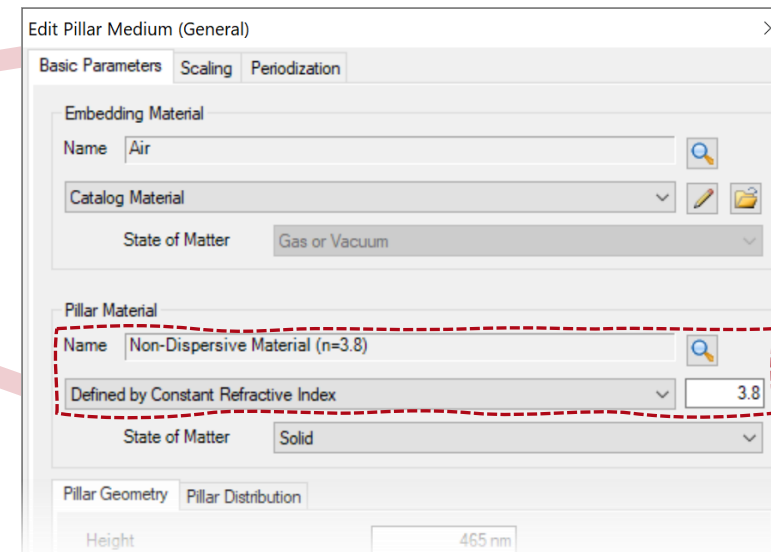 Edit Pillar Medium (General)
Basic Parameters Scaling Periodization
Embedding Material
Name Air
Catalog Material
State of Matter Gas or Vacuum
Pillar Material
Name Non-Dispersive Material (n=3.8)
Defined by Constant Refractive Index 3.8
State of Matter Solid
Pillar Geometry Pillar Distribution
Height 465 nm